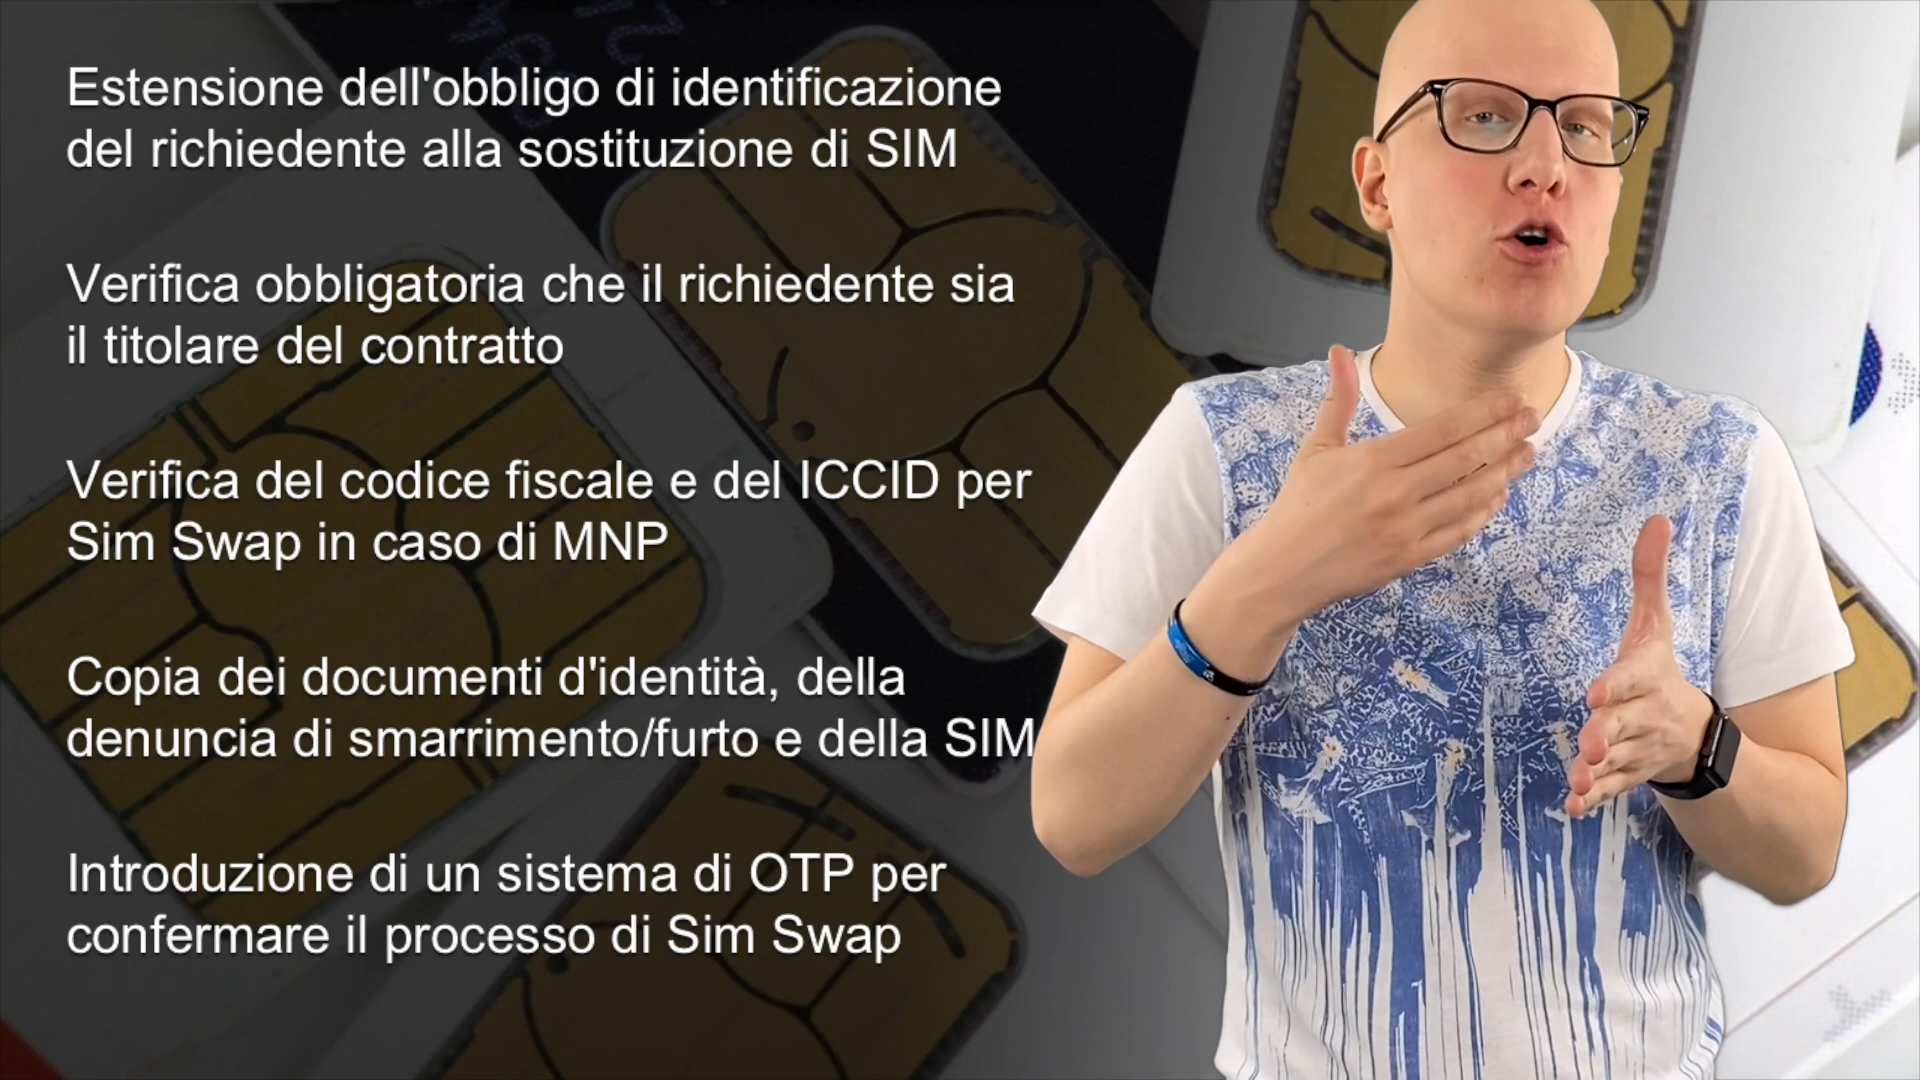 Estensione dell'obbligo di identificazione
del richiedente alla sostituzione di SIM
Verifica obbligatoria che il richiedente sia
il titolare del contratto
Verifica del codice fiscale e del ICCID per
Sim Swap in caso di MNP
Copia dei documenti d'identità, della
denuncia di smarrimento/furto e della SIM
Introduzione di un sistema di OTP per
confermare il processo di Sim Swap